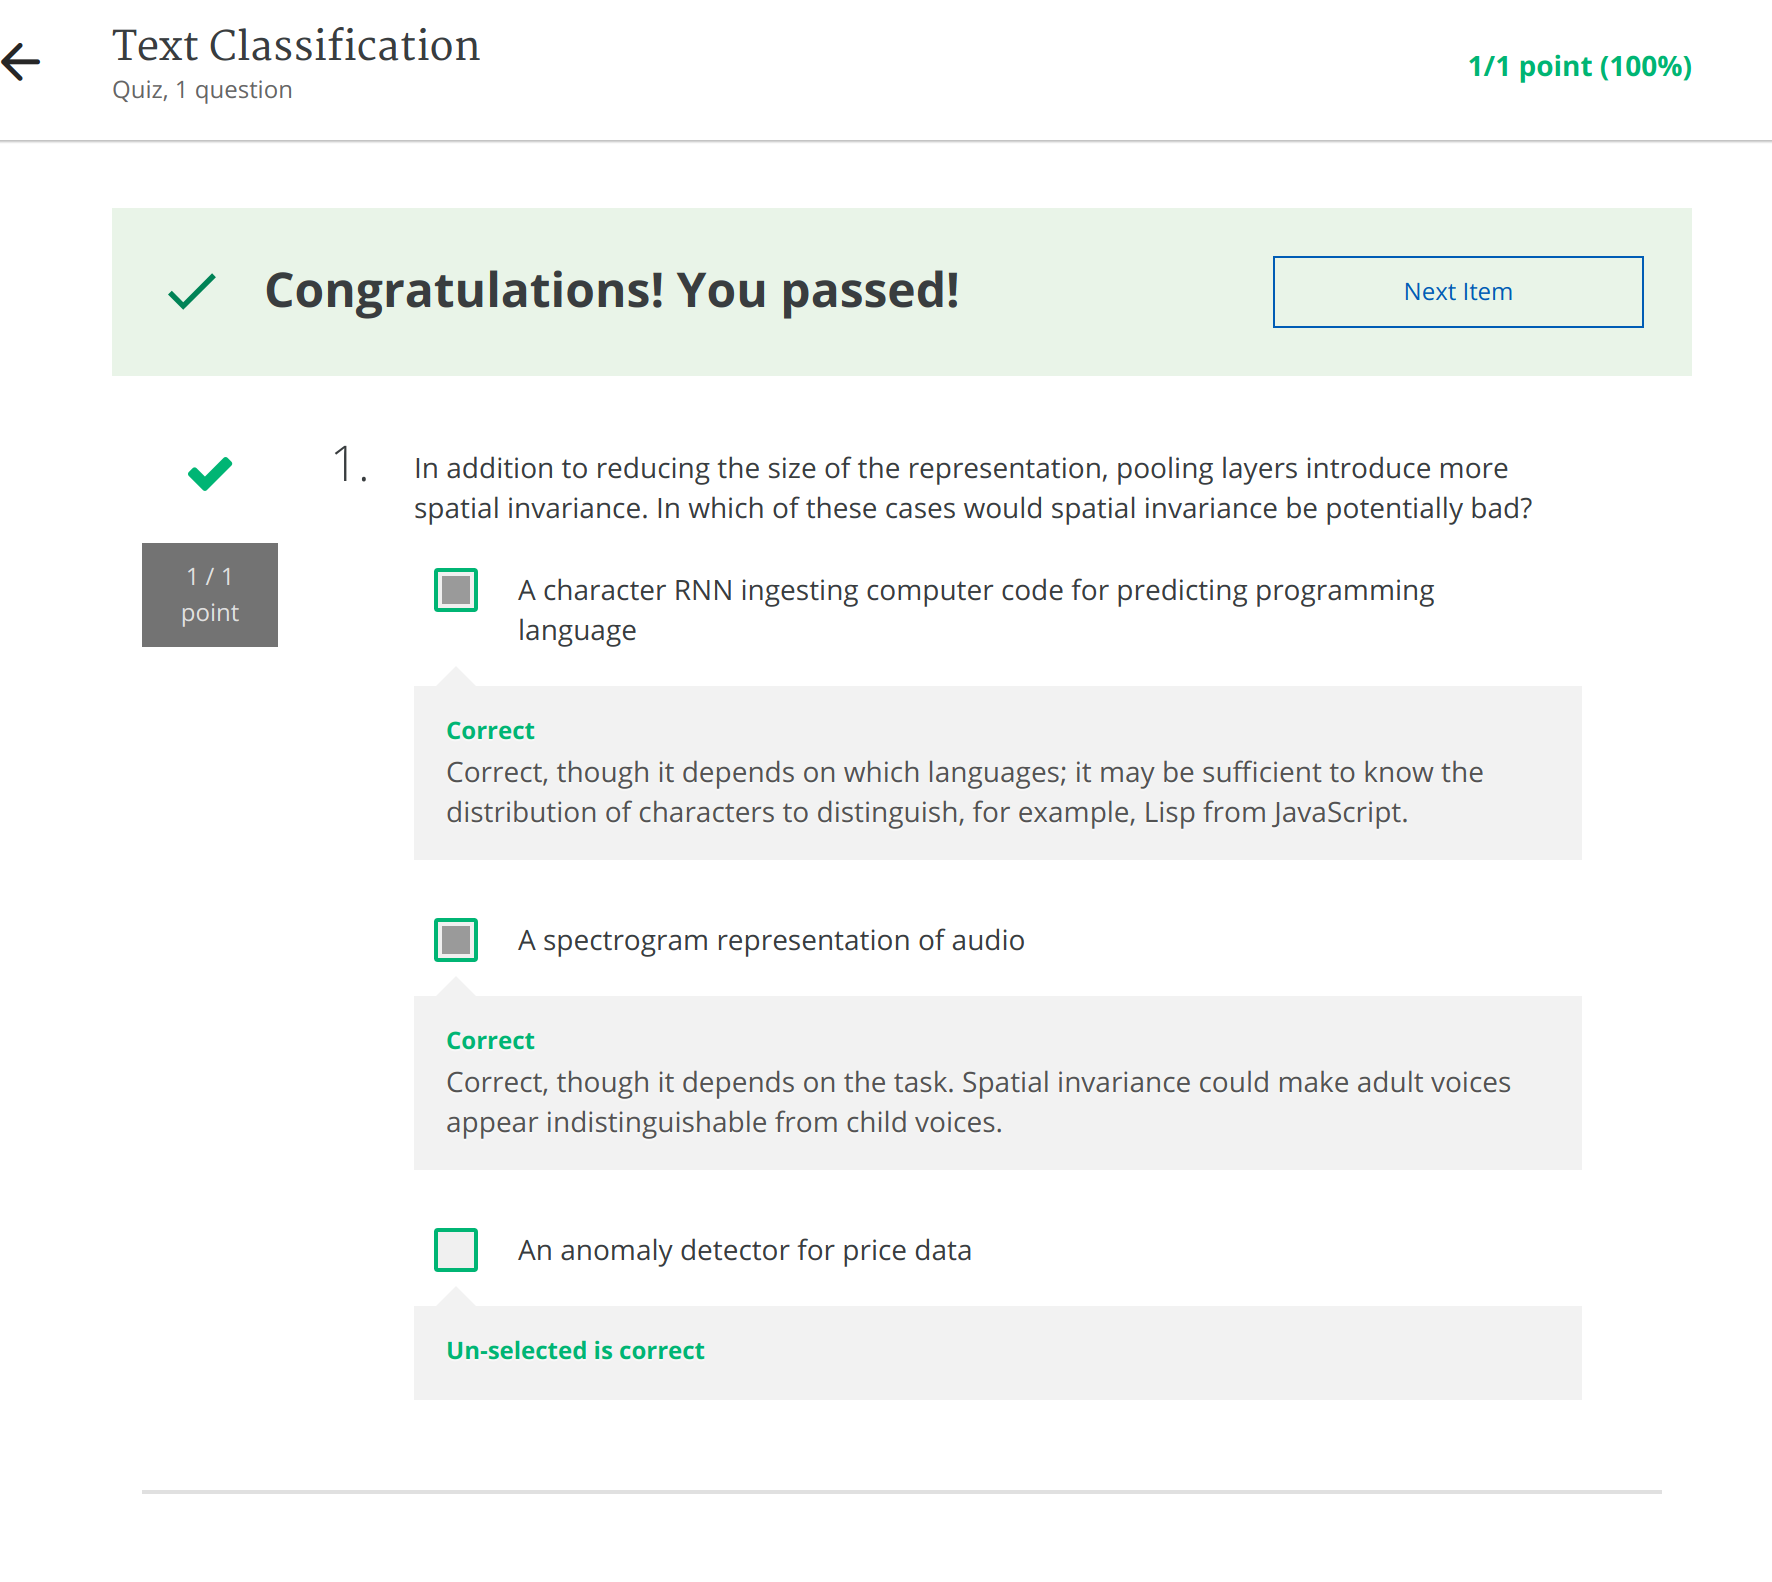 Text Classification
Quiz, 1 question
1/1 point (100%)
Congratulations! You passed!
Next Item
1 / 1
point
1.
In addition to reducing the size of the representation, pooling layers introduce more
spatial invariance. In which of these cases would spatial invariance be potentially bad?
A character RNN ingesting computer code for predicting programming
language
Correct
Correct, though it depends on which languages; it may be sufficient to know the
distribution of characters to distinguish, for example, Lisp from JavaScript.
A spectrogram representation of audio
Correct
Correct, though it depends on the task. Spatial invariance could make adult voices
appear indistinguishable from child voices.
An anomaly detector for price data
Un-selected is correct